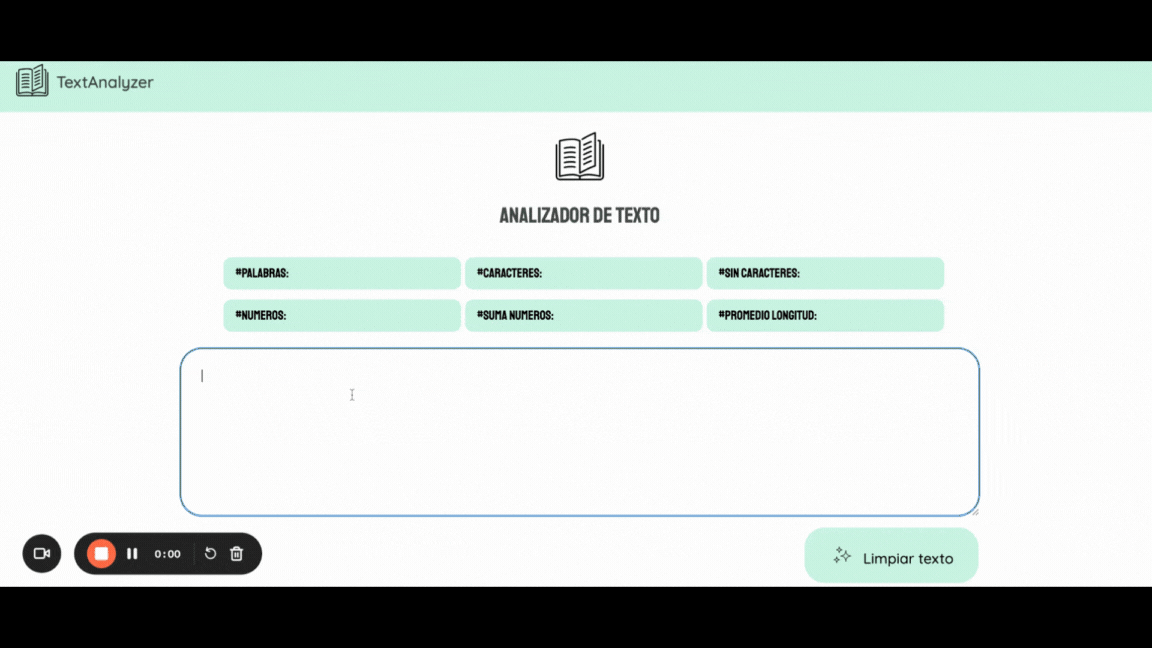 TextAnalyzer
ANALIZADOR DE TEXTO
#PALABRAS:
#CARACTERES:
#SIN CARACTERES:
#NUMEROS:
#SUMA NUMEROS:
#PROMEDIO LONGITUD:
0:00
Limpiar texto